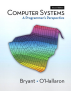 Computer Systems
A Programmer's Perspective
Bryant • O'Hallaron